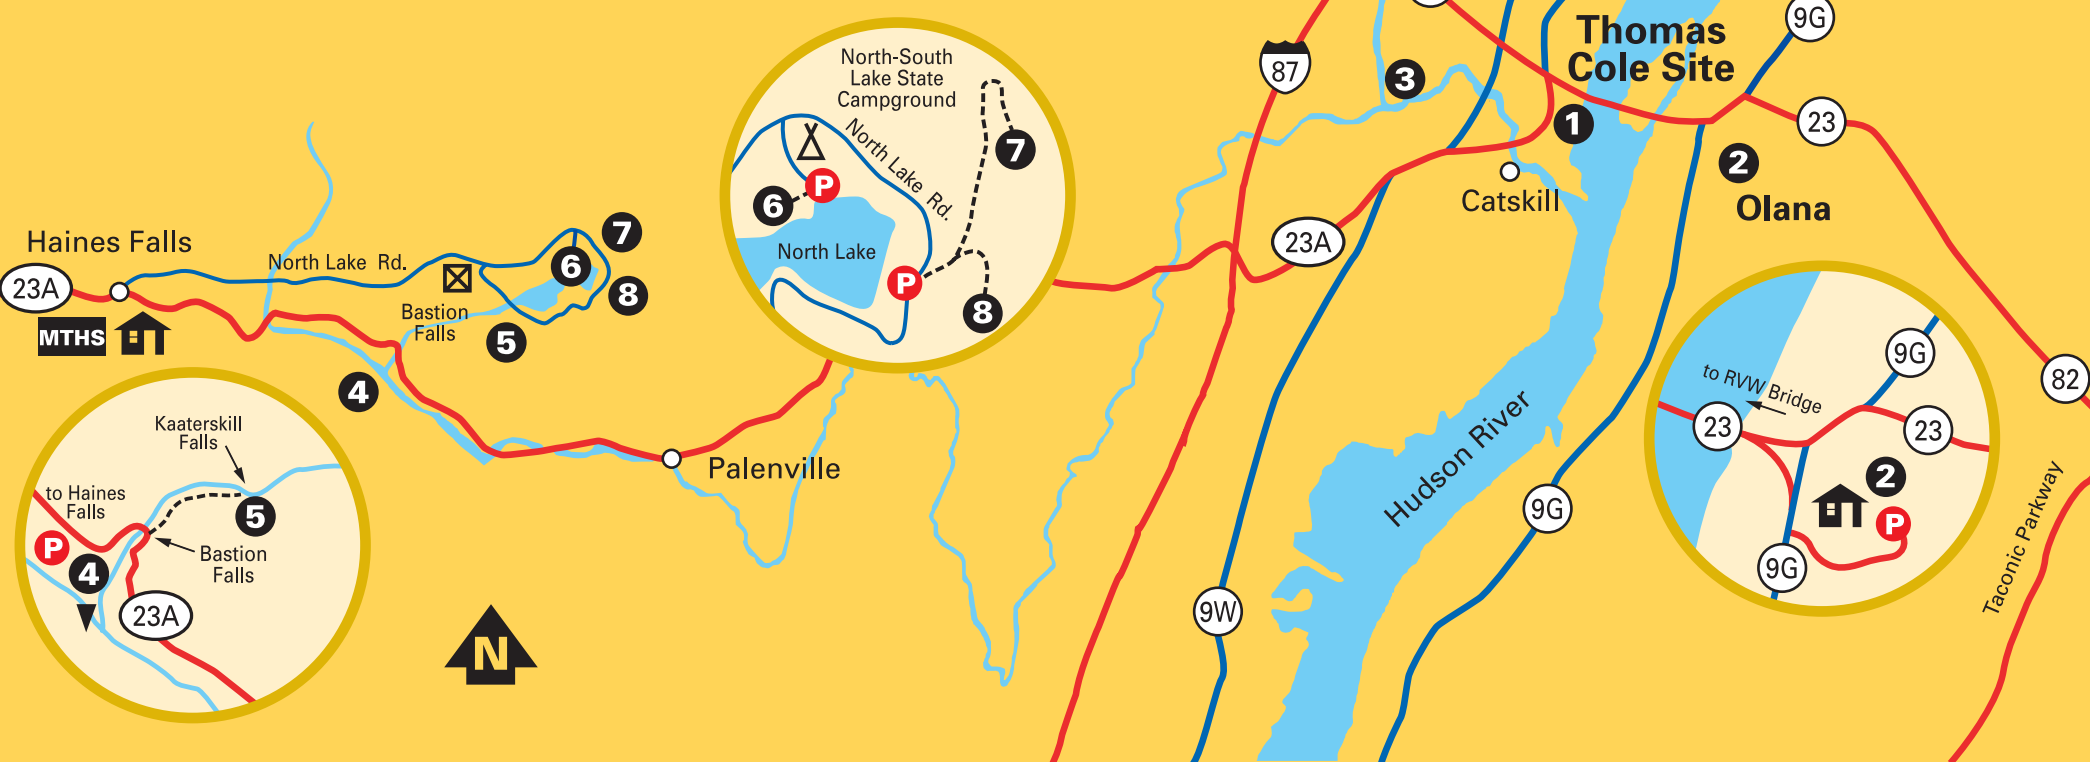 Thomas
Cole Site
9G
87
3
1
23
2
Olana
Catskill
23A
North-South
Lake State
Campground
North Lake Rd.
7
6
P
North Lake
P
8
Haines Falls
23A
North Lake Rd.
MTHS
7
6
8
Bastion
Falls
5
4
Palenville
Kaaterskill
Falls
to Haines
Falls
5
P
4
Bastion
Falls
23A
N
9W
Hudson River
9G
9G
to RVW Bridge
23
23
2
P
9G
82
Taconic Parkway